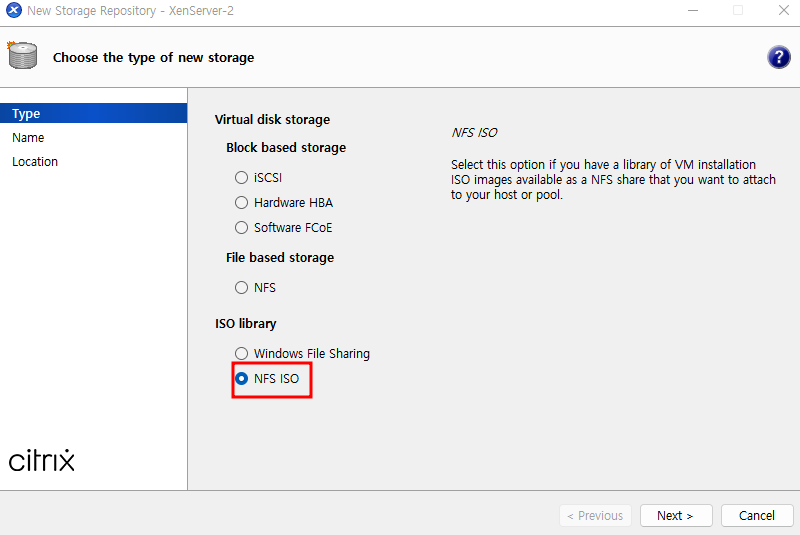 New Storage Repository - XenServer-2
Choose the type of new storage
?
Type
Name
Location
Virtual disk storage
Block based storage
iSCSI
Hardware HBA
Software FCoE
File based storage
NFS
ISO library
Windows File Sharing
NFS ISO
NFS ISO
Select this option if you have a library of VM installation
ISO images available as a NFS share that you want to attach
to your host or pool.
citrix
< Previous
Next >
Cancel